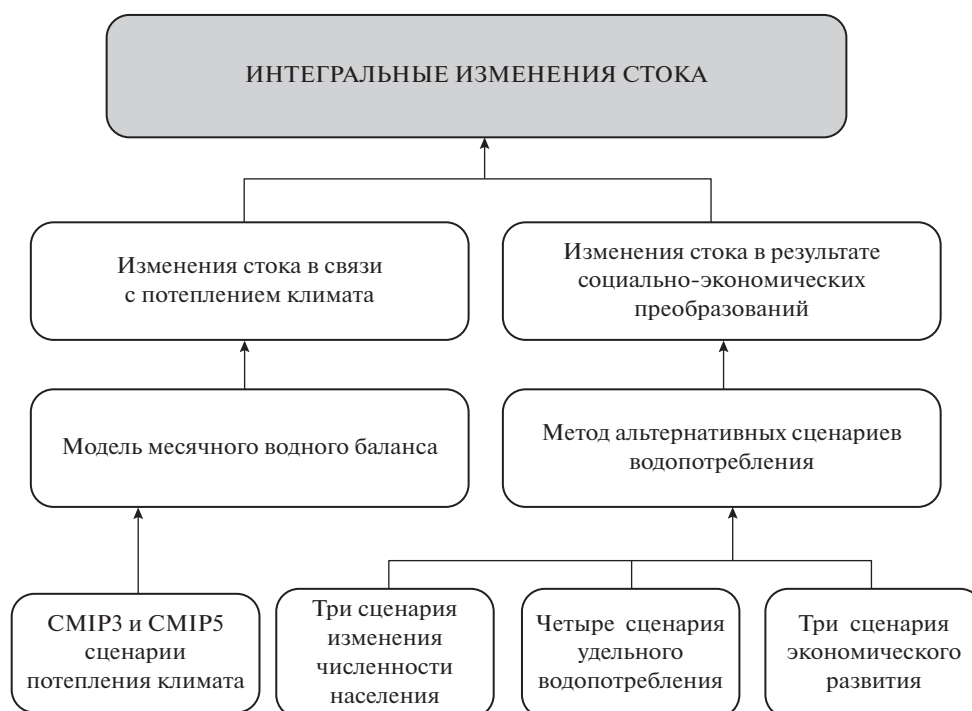 ИНТЕГРАЛЬНЫЕ ИЗМЕНЕНИЯ СТОКА
Изменения стока в связи
с потеплением климата
Изменения стока в результате
социально-экономических
преобразований
Модель месячного водного баланса
Метод альтернативных сценариев
водопотребления
CMIP3 и CMIP5
сценарии
потепления климата
Три сценария
изменения
численности
населения
Четыре сценария
удельного
водопотребления
Три сценария
экономического
развития